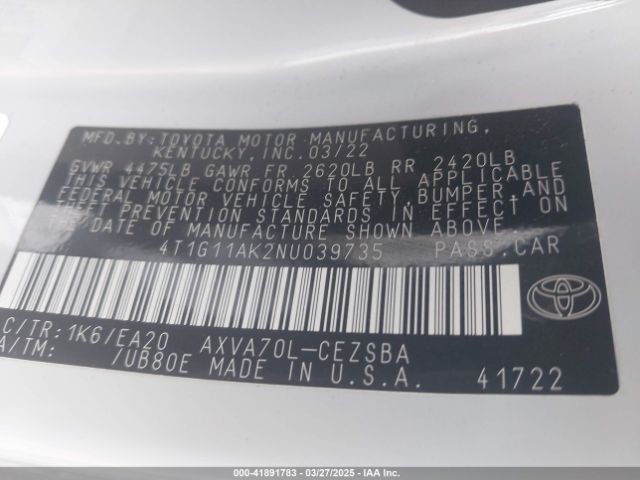 MFD.BY:TOYOTA MOTOR MANUFACTURING,
KENTUCKY,INC.03/22
GVWR 4475LB GAWR FR 2620LB RR 2420LB
THIS VEHICLE CONFORMS TO ALL APPLICABLE
FEDERAL MOTOR VEHICLE SAFETY,BUMPER,AND
THEFT PREVENTION STANDARDS IN EFFECT ON
THE DATE OF MANUFACTURE SHOWN ABOVE.
4T1G11AK2NU039735 PASS.CAR
C/TR:1K6/EA20 AXVA70L-CEZSBA
A/TM: /UB80E MADE IN U.S.A. 41722
000-41891783 / 03/27/2025 - IAA Inc.